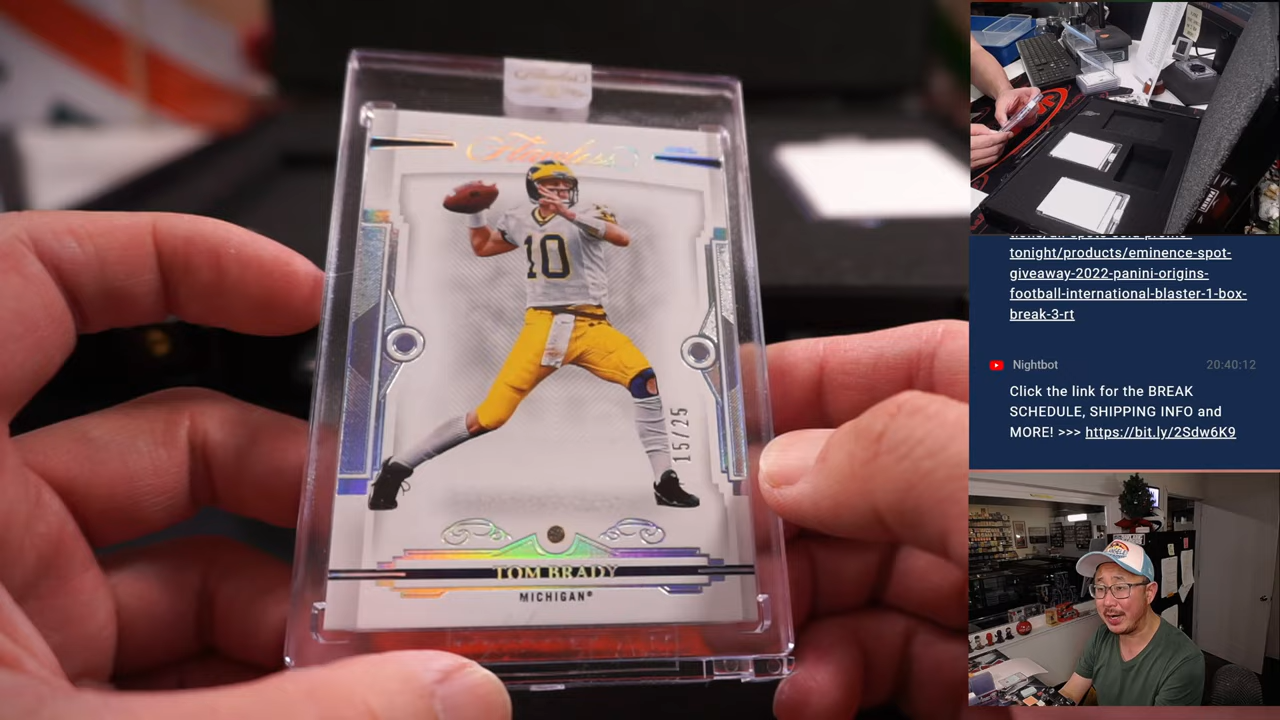 Flawless
10
15/25
TOM BRADY
MICHIGAN®
tonight/products/eminence-spot-
giveaway-2022-panini-origins-
football-international-blaster-1-box-
break-3-rt
Nightbot
20:40:12
Click the link for the BREAK
SCHEDULE, SHIPPING INFO and
MORE! >>> https://bit.ly/2Sdw6K9
PANINI